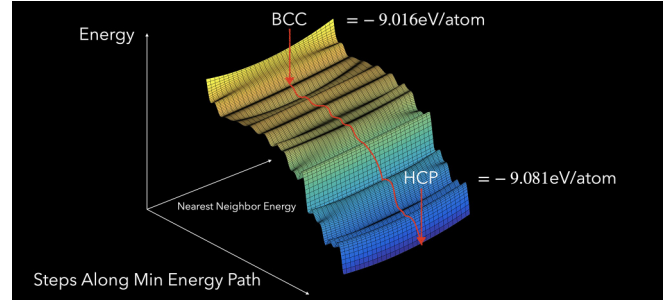 BCC = − 9.016eV/atom
Energy
HCP = − 9.081eV/atom
Nearest Neighbor Energy
Steps Along Min Energy Path